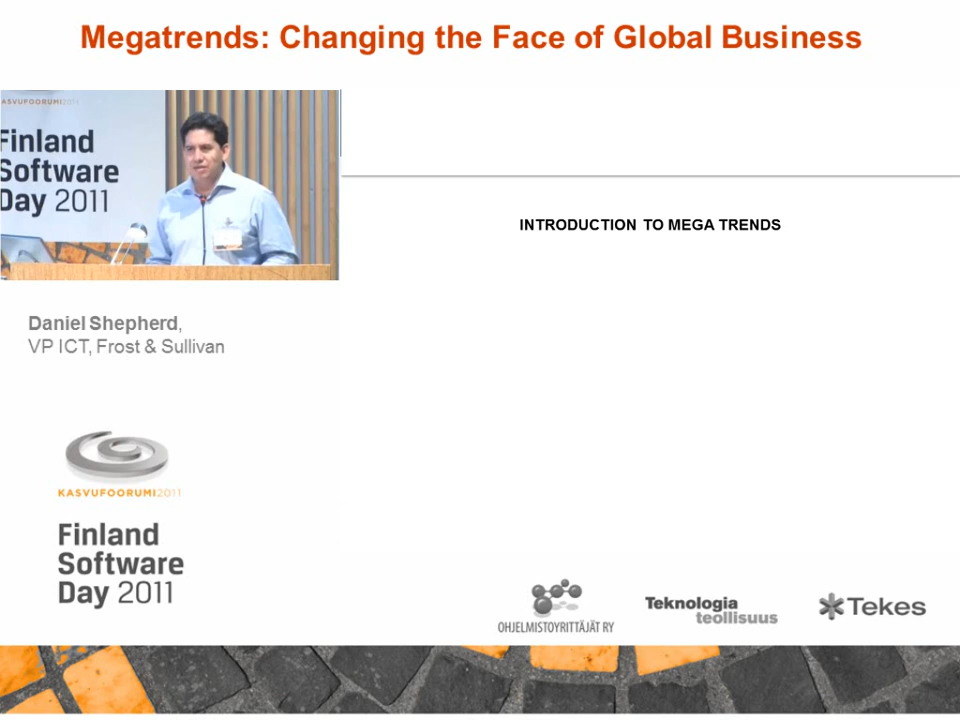 Megatrends: Changing the Face of Global Business
KASVUFOORUMI2011
Finland
Software
Day 2011
INTRODUCTION TO MEGA TRENDS
Daniel Shepherd,
VP ICT, Frost & Sullivan
KASVUFOORUMI2011
Finland
Software
Day 2011
OHJELMISTOYRITTÄJÄT RY
Teknologia
teollisuus
Tekes